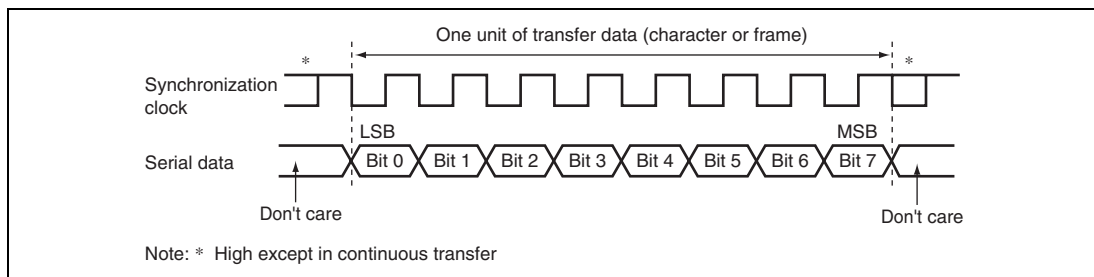 One unit of transfer data (character or frame)
* *
Synchronization
clock
LSB MSB
Serial data Bit 0 Bit 1 Bit 2 Bit 3 Bit 4 Bit 5 Bit 6 Bit 7
Don't care Don't care
Note: * High except in continuous transfer